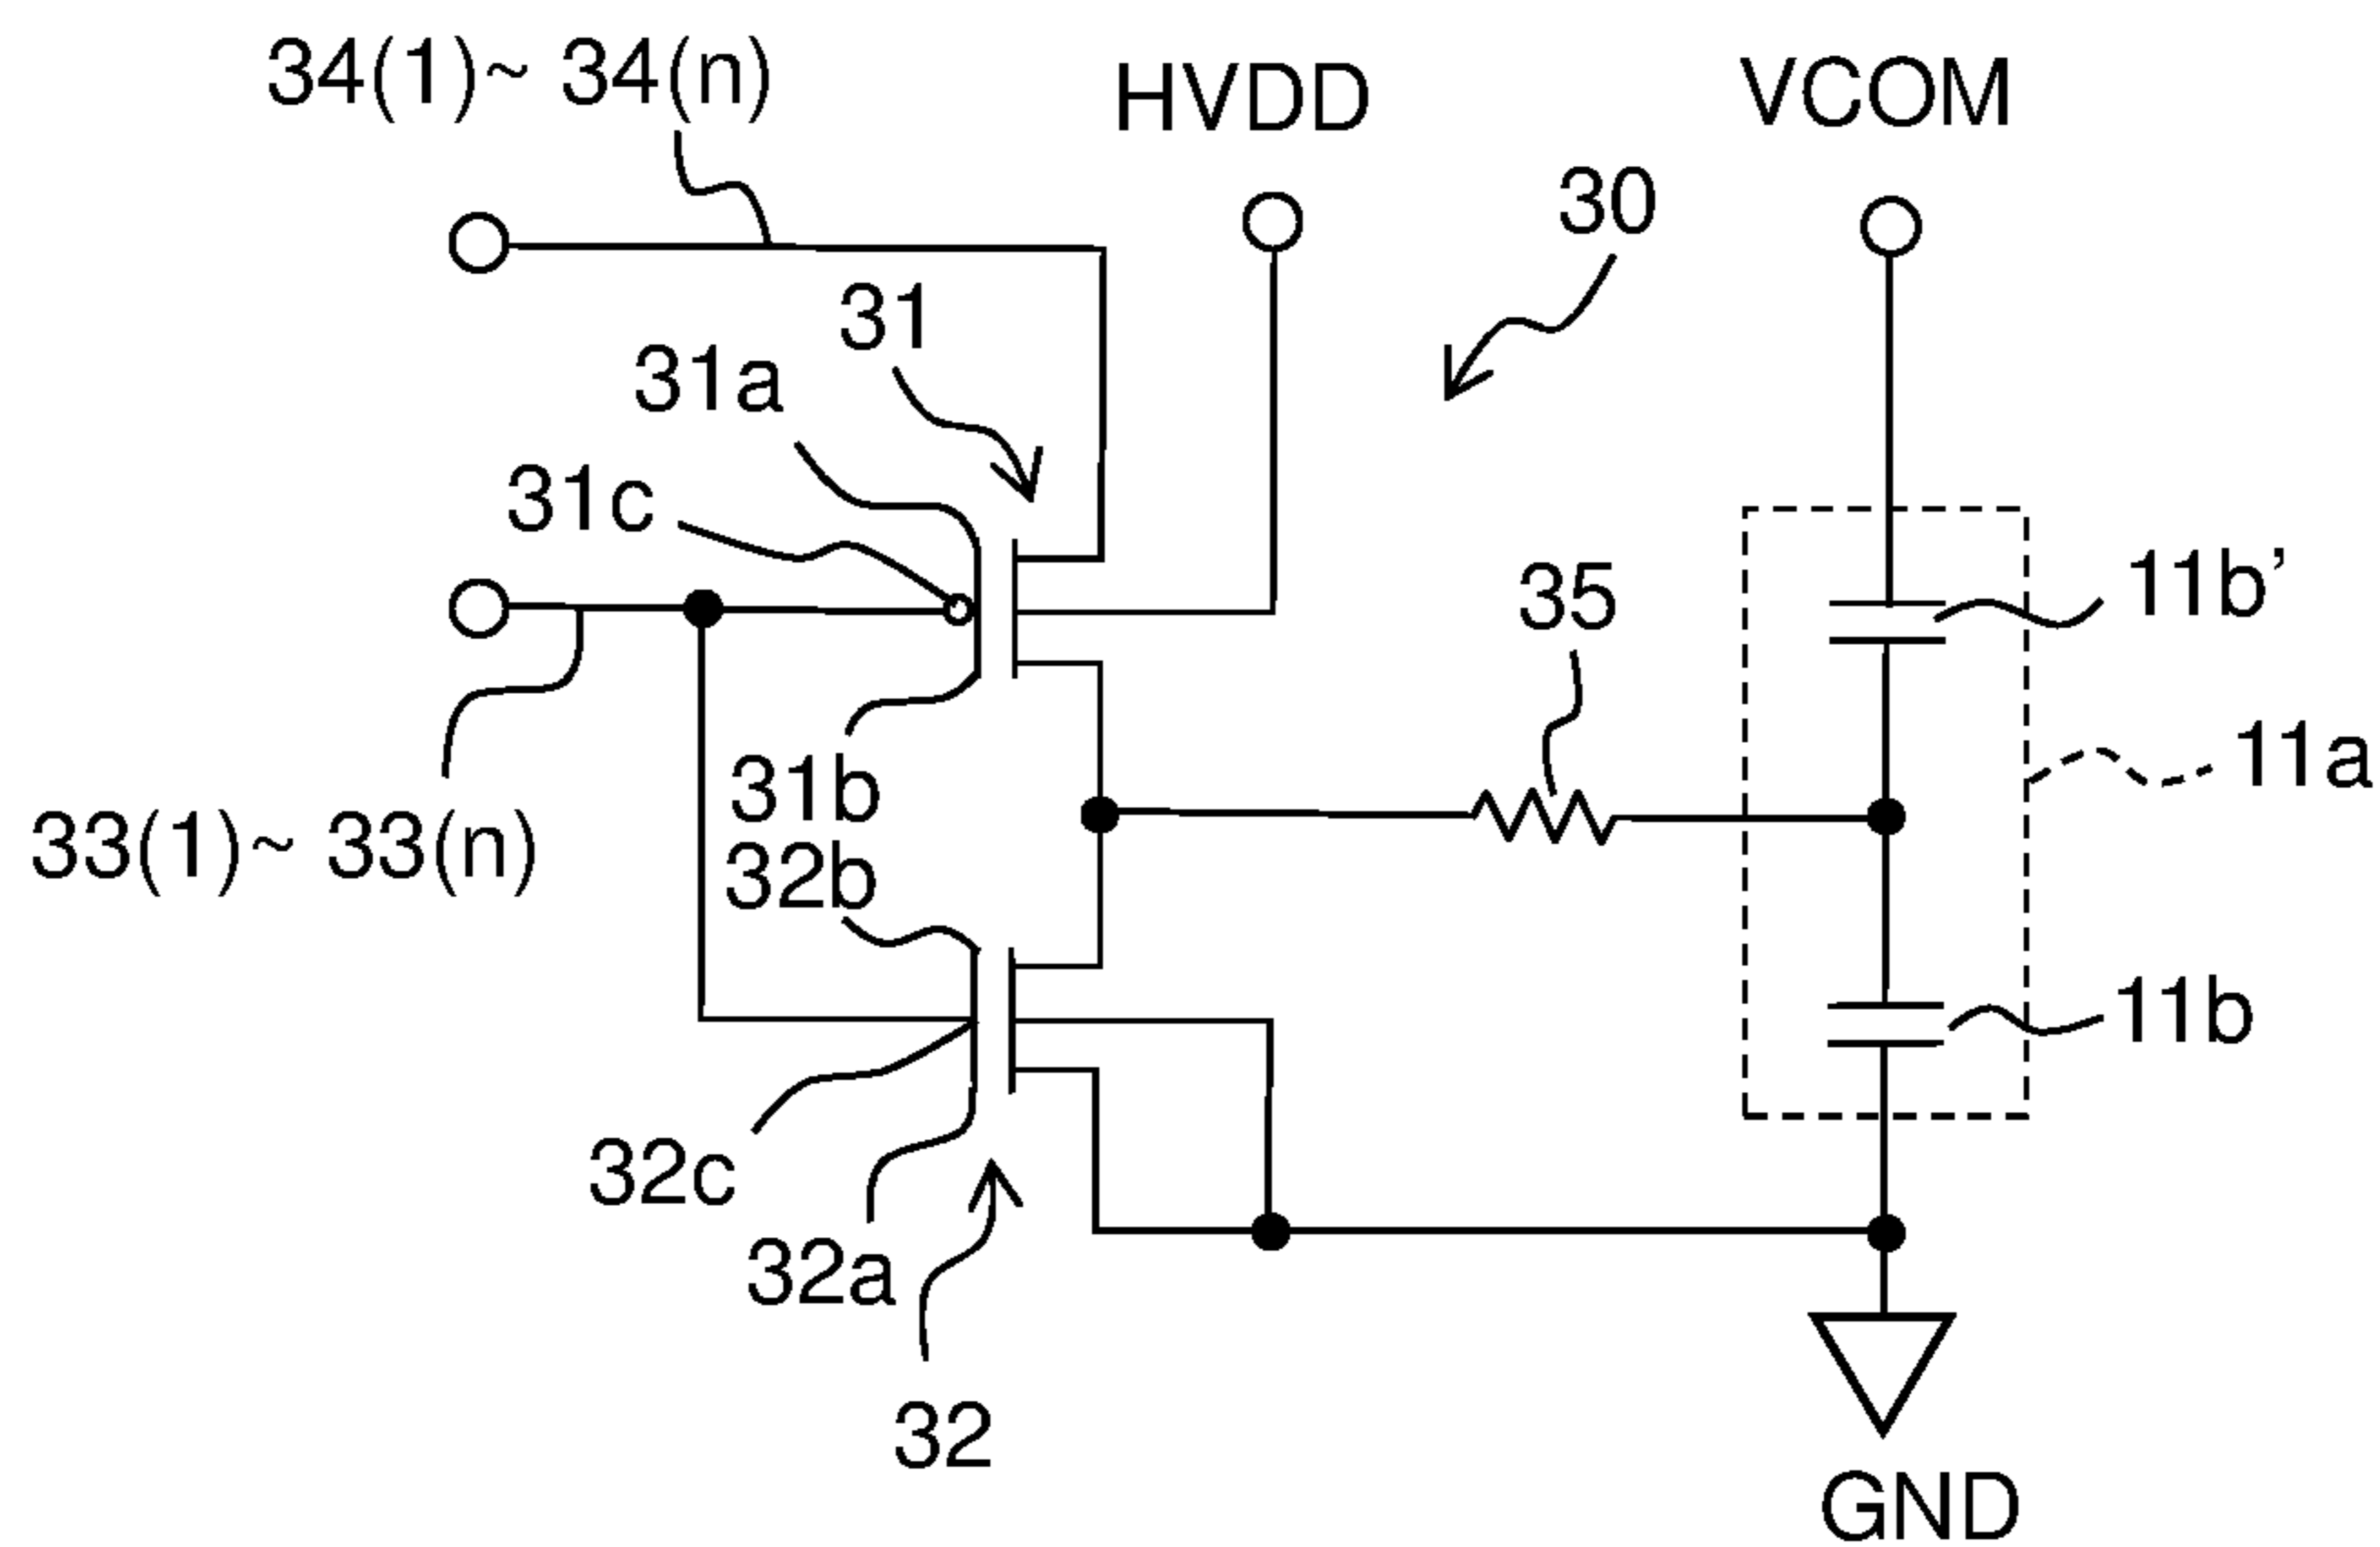 34(1)~ 34(n)
HVDD
VCOM
30
31
31a
31c
35
11b’
11a
31b
33(1)~ 33(n)
32b
11b
32c
32a
32
GND